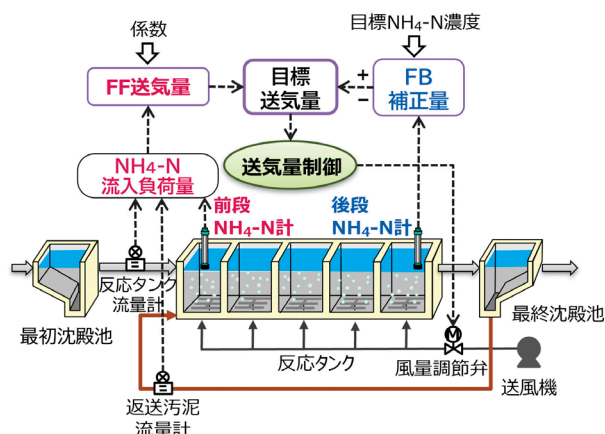 係数
目標NH₄-N濃度
FF送気量
目標
送気量
+
−
FB
補正量
NH₄-N
流入負荷量
送気量制御
前段
NH₄-N計
後段
NH₄-N計
反応タンク
流量計
最初沈殿池
最終沈殿池
反応タンク
M
風量調節弁
送風機
返送汚泥
流量計